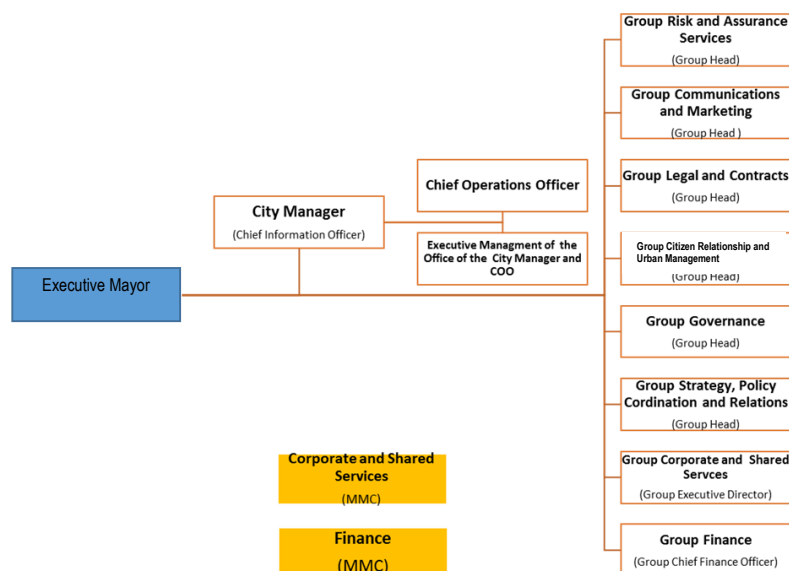 Group Risk and Assurance
Services
(Group Head)
Group Communications
and Marketing
(Group Head )
Group Legal and Contracts
(Group Head)
Chief Operations Officer
City Manager
(Chief Information Officer)
Executive Managment of the
Office of the City Manager and
COO
Group Citizen Relationship and
Urban Management
(Group Head)
Executive Mayor
Group Governance
(Group Head)
Group Strategy, Policy
Cordination and Relations
(Group Head)
Corporate and Shared
Services
(MMC)
Group Corporate and Shared
Servces
(Group Executive Director)
Finance
(MMC)
Group Finance
(Group Chief Finance Officer)